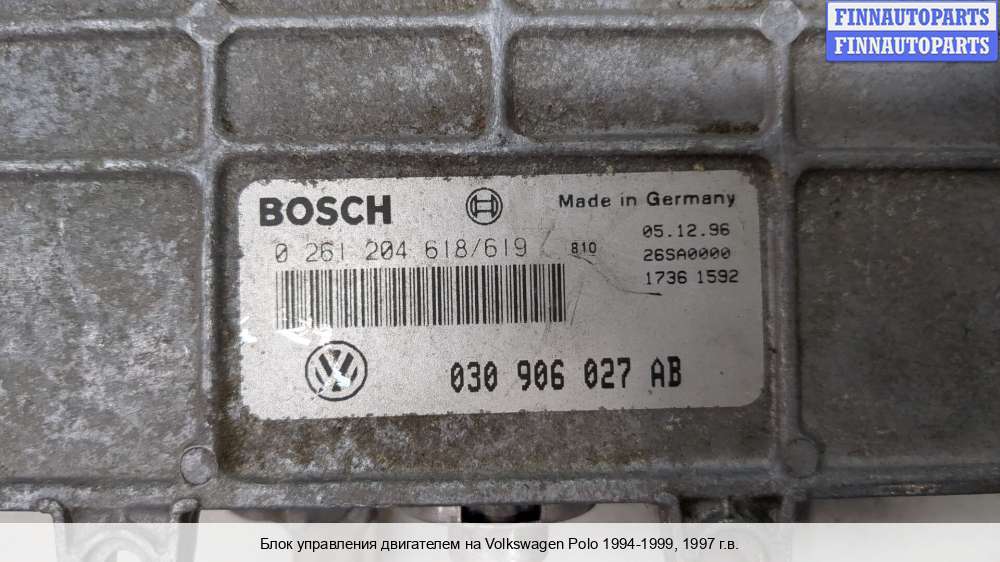 FINNAUTOPARTS
FINNAUTOPARTS
BOSCH
Made in Germany
0 261 204 618/619
810
05.12.96
26SA0000
1736 1592
030 906 027 AB
Блок управления двигателем на Volkswagen Polo 1994-1999, 1997 г.в.